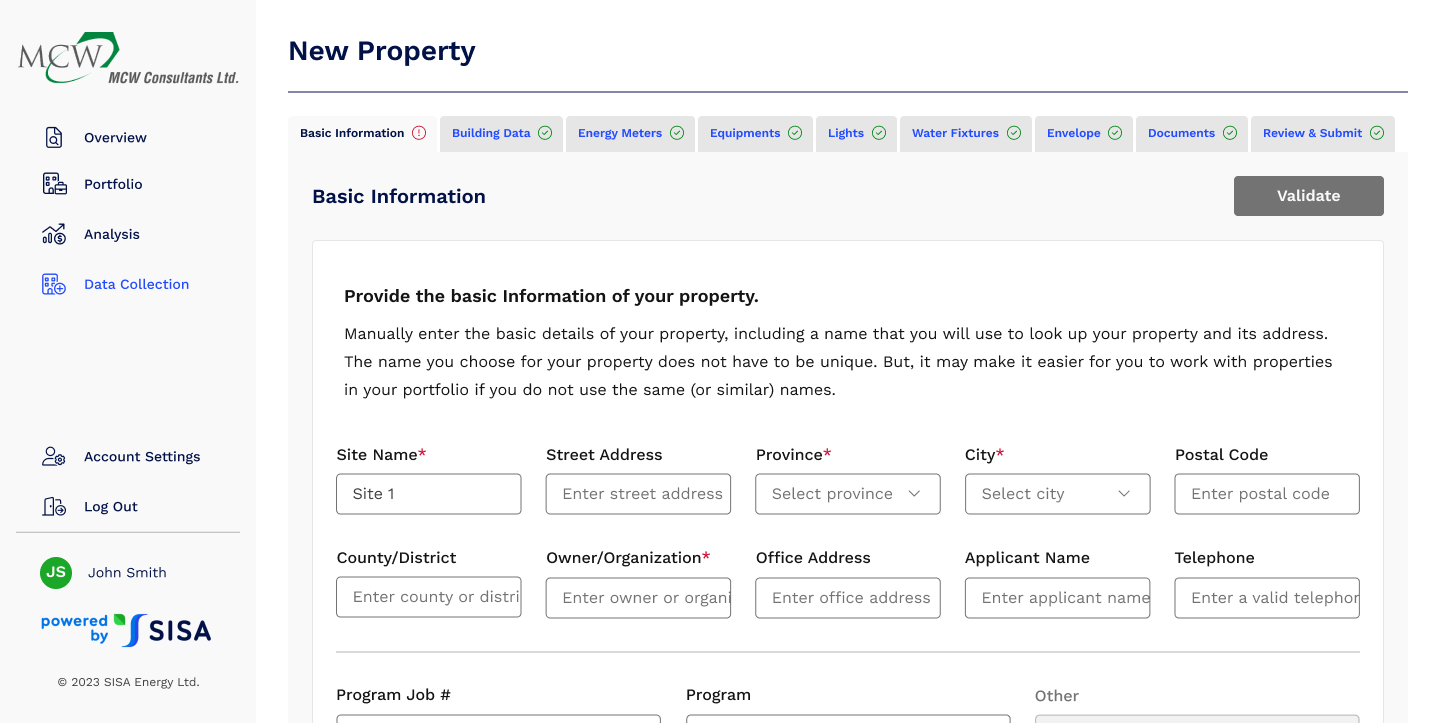 MCW
MCW Consultants Ltd.
Overview
Portfolio
Analysis
Data Collection
Account Settings
Log Out
JS John Smith
powered by SISA
© 2023 SISA Energy Ltd.
New Property
Basic Information Building Data Energy Meters Equipments Lights Water Fixtures Envelope Documents Review & Submit
Basic Information Validate
Provide the basic Information of your property.
Manually enter the basic details of your property, including a name that you will use to look up your property and its address.
The name you choose for your property does not have to be unique. But, it may make it easier for you to work with properties
in your portfolio if you do not use the same (or similar) names.
Site Name* Street Address Province* City* Postal Code
Site 1 Enter street address Select province Select city Enter postal code
County/District Owner/Organization* Office Address Applicant Name Telephone
Enter county or distri Enter owner or organi Enter office address Enter applicant name Enter a valid telephor
Program Job # Program Other